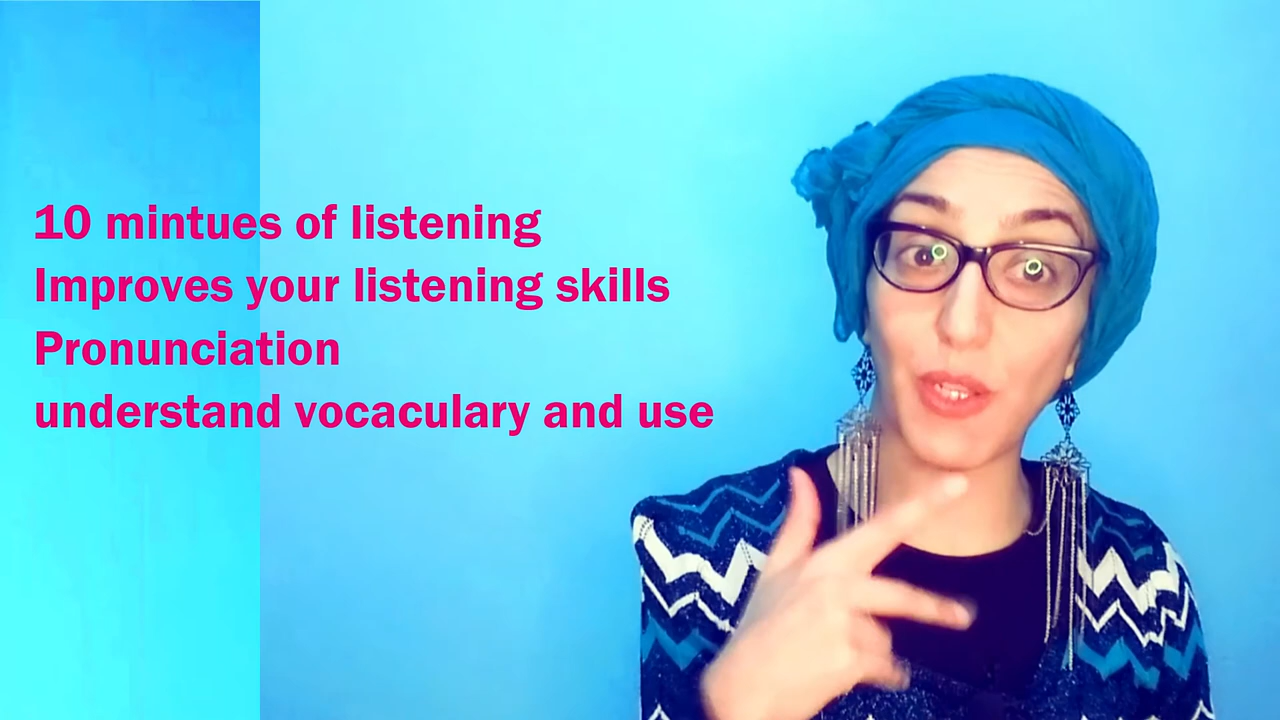 10 mintues of listening
Improves your listening skills
Pronunciation
understand vocaculary and use